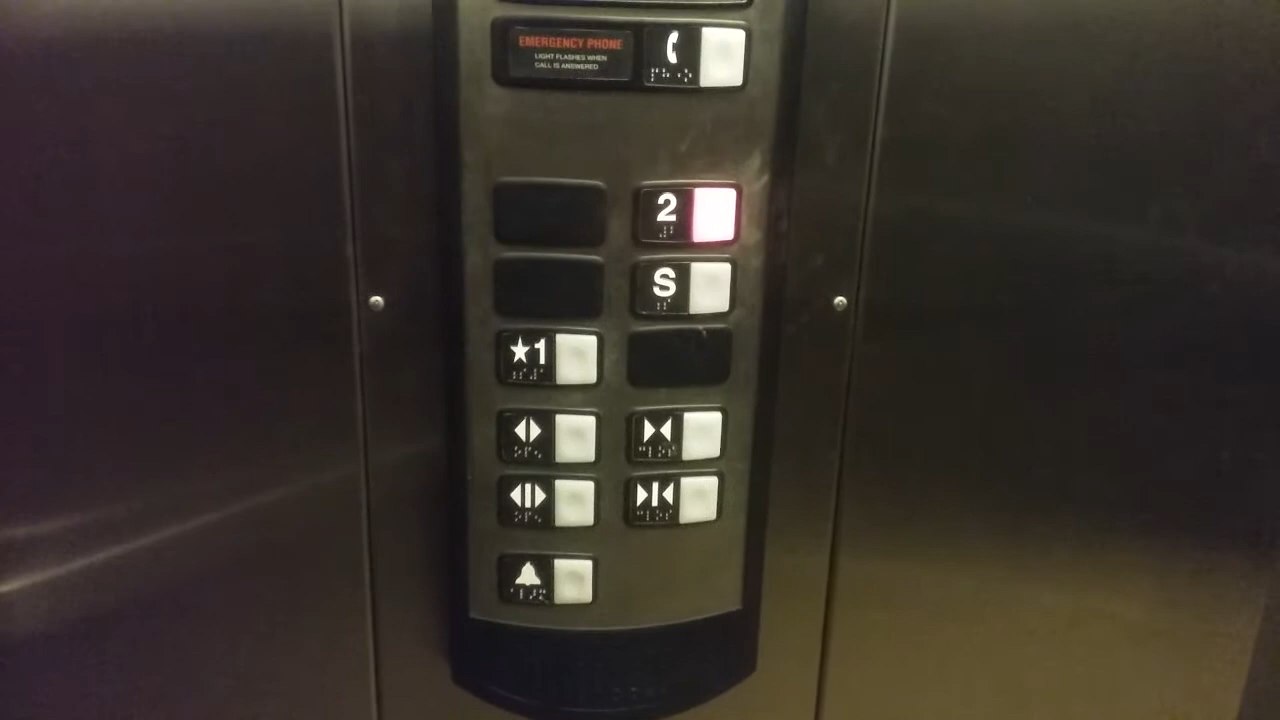 EMERGENCY PHONE
LIGHT FLASHES WHEN
CALL IS ANSWERED
2
S
★1